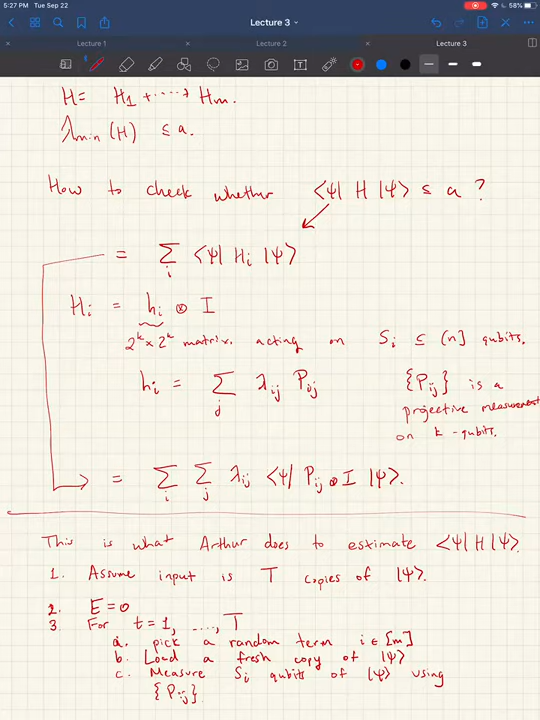 5:27 PM Tue Sep 22
58%
Lecture 3
Lecture 1
Lecture 2
Lecture 3
H = H₁ + ⋯ + Hₘ.
λmin (H) ≤ a.
How to check whether ⟨ψ| H |ψ⟩ ≤ a ?
= Σᵢ ⟨ψ| Hᵢ |ψ⟩
Hᵢ = hᵢ ⊗ I
2ᵏ×2ᵏ matrix. acting on Sᵢ ⊆ [n] qubits.
hᵢ = Σⱼ λᵢⱼ Pᵢⱼ {Pᵢⱼ} is a
projective measurement
on k-qubits.
= Σᵢ Σⱼ λᵢⱼ ⟨ψ| Pᵢⱼ ⊗ I |ψ⟩.
This is what Arthur does to estimate ⟨ψ| H |ψ⟩.
1. Assume input is T copies of |ψ⟩.
2. E = 0
3 For t = 1, ....., T
a. pick a random term i ∈ [m]
b. Load a fresh copy of |ψ⟩
c. Measure Sᵢ qubits of |ψ⟩ using
{Pᵢⱼ}.